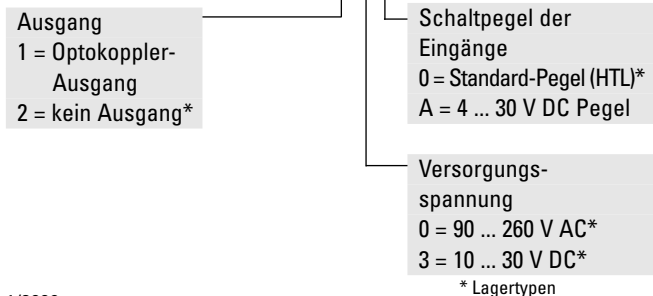 Ausgang
1 = Optokoppler-
Ausgang
2 = kein Ausgang*
Schaltpegel der
Eingänge
0 = Standard-Pegel (HTL)*
A = 4 ... 30 V DC Pegel
Versorgungs-
spannung
0 = 90 ... 260 V AC*
3 = 10 ... 30 V DC*
* Lagertypen